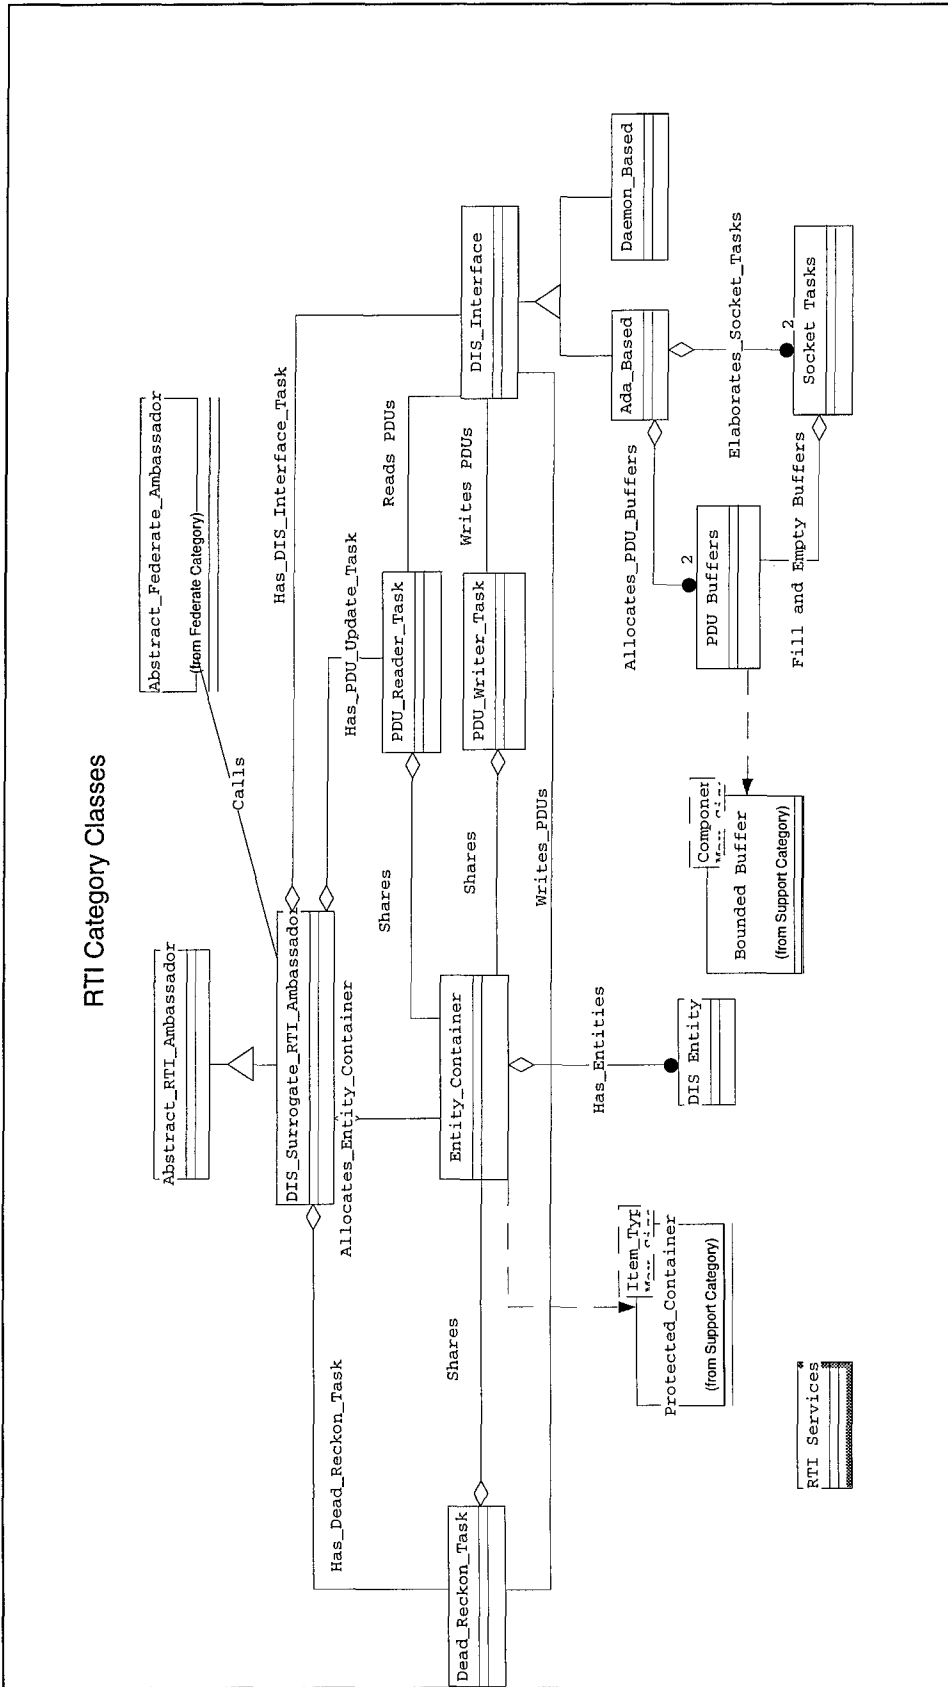 RTI Category Classes
Abstract_RTI_Ambassador
Abstract_Federate_Ambassador
(from Federate Category)
Calls
DIS_Surrogate_RTI_Ambassador
Has_DIS_Interface_Task
Has_PDU_Update_Task
Has_Dead_Reckon_Task
Allocates_Entity_Container
Shares
PDU_Reader_Task
Reads PDUs
DIS_Interface
Dead_Reckon_Task
Shares
Entity_Container
Shares
PDU_Writer_Task
Writes PDUs
Writes_PDUs
Has_Entities
Ada_Based
Daemon_Based
Allocates_PDU_Buffers
2
Elaborates_Socket_Tasks
2
Item_Typ
Protected_Container
(from Support Category)
DIS Entity
Componer
Bounded Buffer
(from Support Category)
PDU Buffers
Fill and Empty Buffers
Socket Tasks
RTI Services